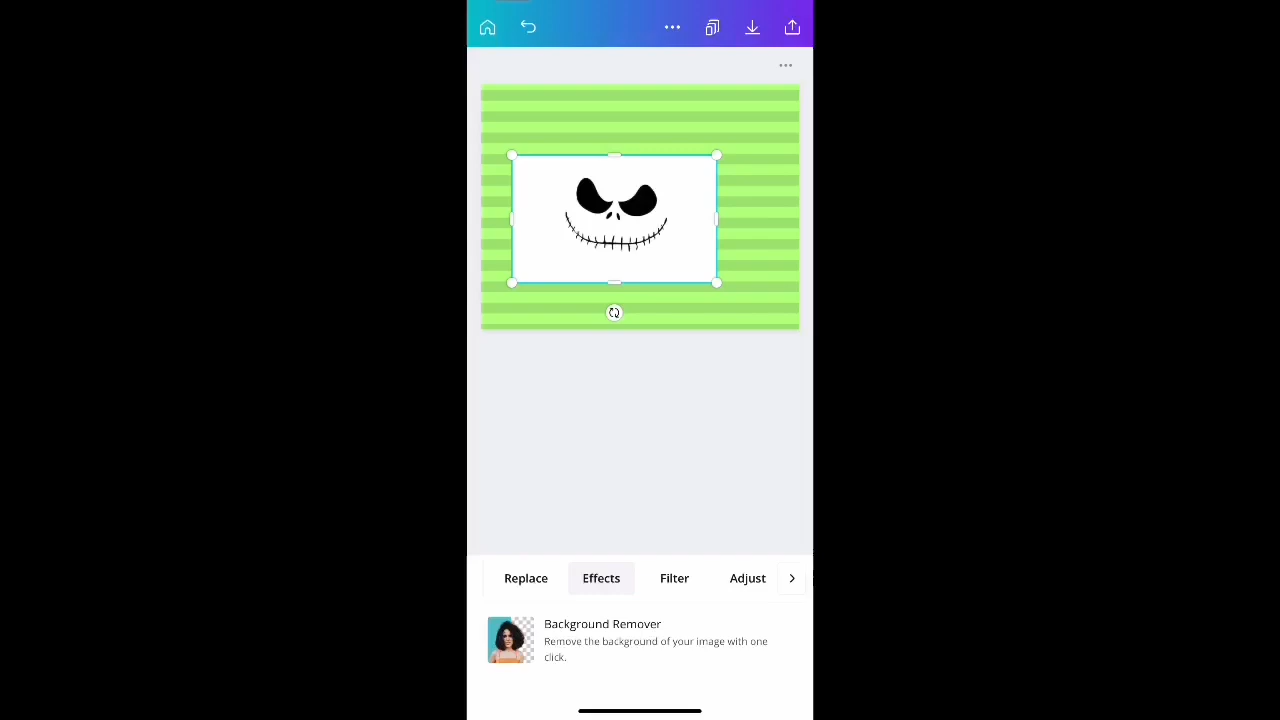 Replace Effects Filter Adjust
Background Remover
Remove the background of your image with one
click.